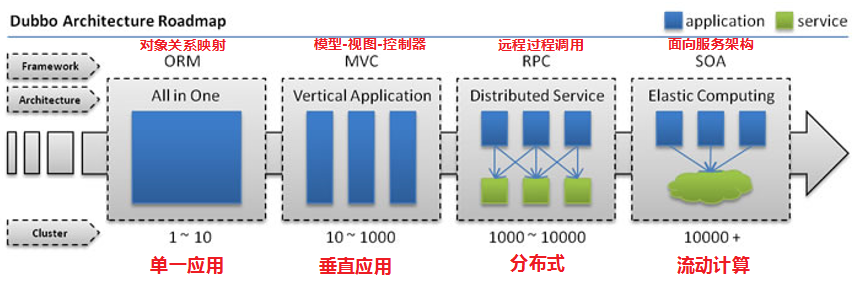 Dubbo Architecture Roadmap
application
service
对象关系映射
模型-视图-控制器
远程过程调用
面向服务架构
Framework
ORM
MVC
RPC
SOA
Architecture
All in One
Vertical Application
Distributed Service
Elastic Computing
Cluster
1 ~ 10
10 ~ 1000
1000 ~ 10000
10000 +
单一应用
垂直应用
分布式
流动计算